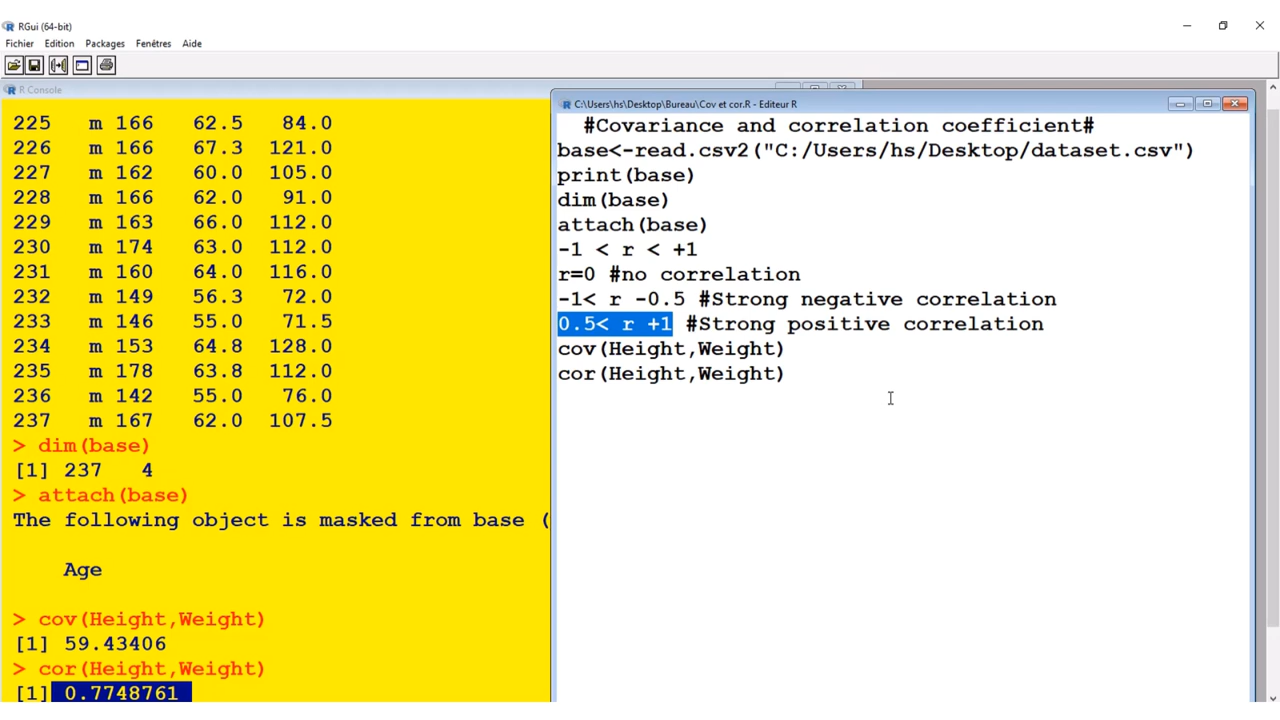 RGui (64-bit)
Fichier Edition Packages Fenêtres Aide
R Console
225 m 166 62.5 84.0
226 m 166 67.3 121.0
227 m 162 60.0 105.0
228 m 166 62.0 91.0
229 m 163 66.0 112.0
230 m 174 63.0 112.0
231 m 160 64.0 116.0
232 m 149 56.3 72.0
233 m 146 55.0 71.5
234 m 153 64.8 128.0
235 m 178 63.8 112.0
236 m 142 55.0 76.0
237 m 167 62.0 107.5
> dim(base)
[1] 237 4
> attach(base)
The following object is masked from base (
Age
> cov(Height,Weight)
[1] 59.43406
> cor(Height,Weight)
[1] 0.7748761
C:\Users\hs\Desktop\Bureau\Cov et cor.R - Editeur R
#Covariance and correlation coefficient#
base<-read.csv2("C:/Users/hs/Desktop/dataset.csv")
print(base)
dim(base)
attach(base)
-1 < r < +1
r=0 #no correlation
-1< r -0.5 #Strong negative correlation
0.5< r +1 #Strong positive correlation
cov(Height,Weight)
cor(Height,Weight)